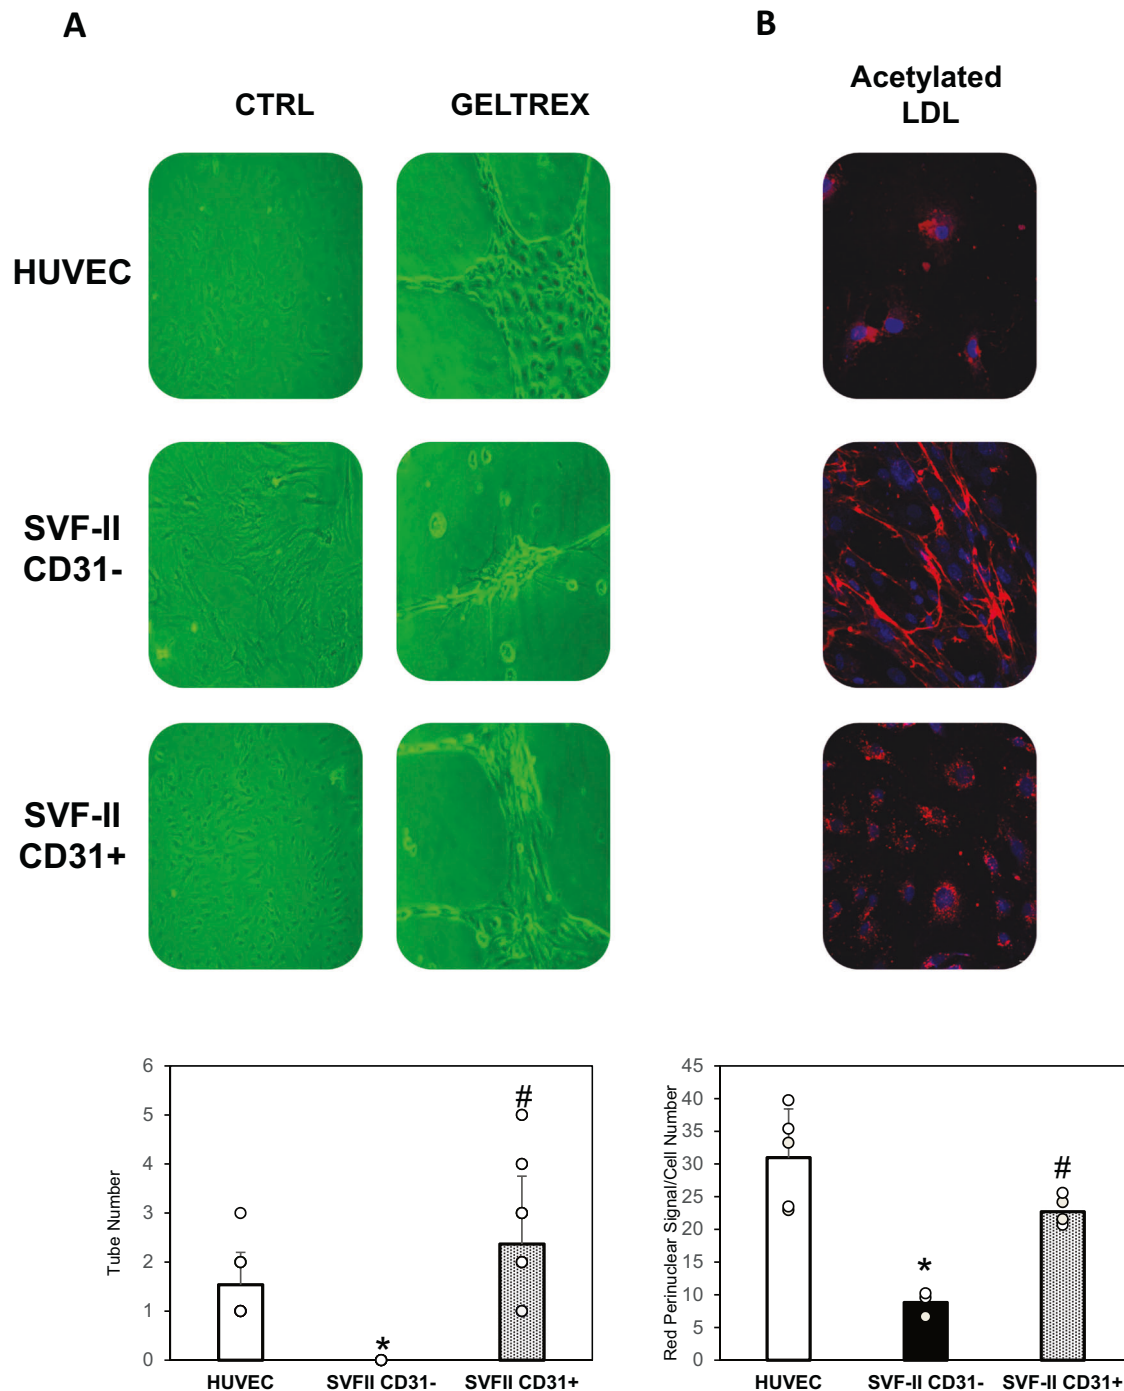 A
B
CTRL
GELTREX
Acetylated
LDL
HUVEC
SVF-II
CD31-
SVF-II
CD31+
6
5
4
3
2
1
0
Tube Number
#
*
HUVEC
SVFII CD31-
SVFII CD31+
45
40
35
30
25
20
15
10
5
0
Red Perinuclear Signal/Cell Number
#
*
HUVEC
SVF-II CD31-
SVF-II CD31+